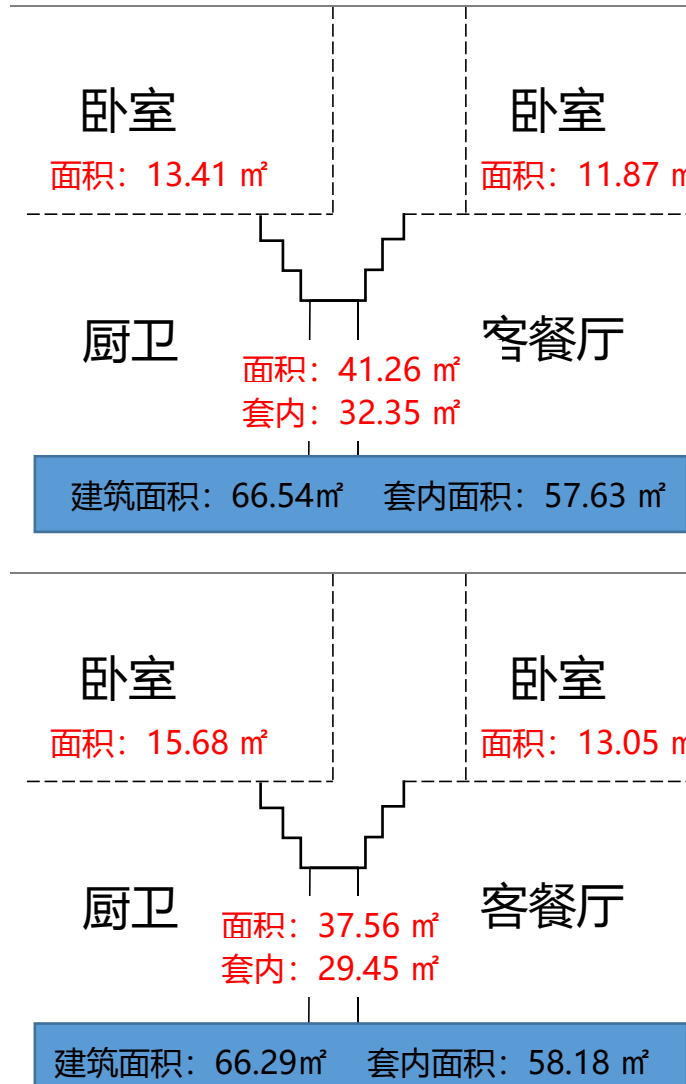 卧室 卧室
面积：13.41 ㎡ 面积：11.87 ㎡
厨卫 客餐厅
面积：41.26 ㎡
套内：32.35 ㎡
建筑面积：66.54㎡ 套内面积：57.63 ㎡
卧室 卧室
面积：15.68 ㎡ 面积：13.05 ㎡
厨卫 客餐厅
面积：37.56 ㎡
套内：29.45 ㎡
建筑面积：66.29㎡ 套内面积：58.18 ㎡